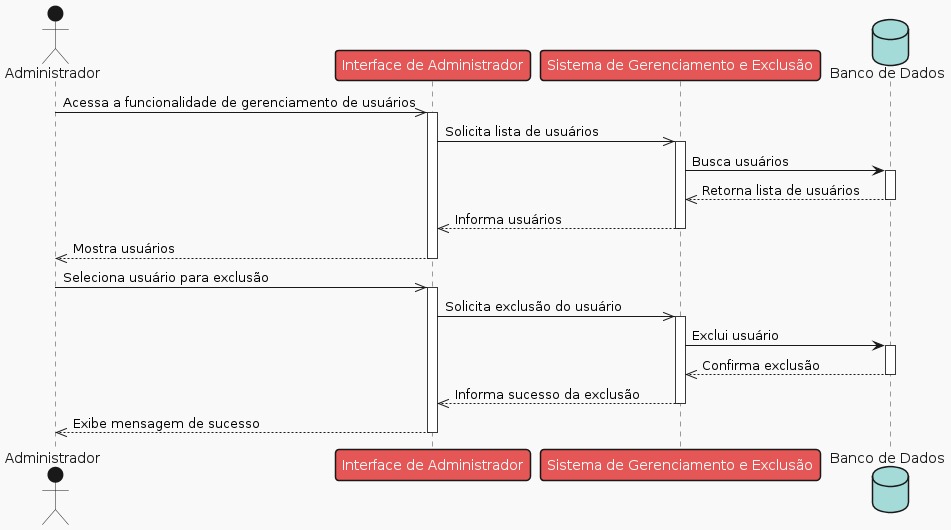 Administrador
Interface de Administrador
Sistema de Gerenciamento e Exclusão
Banco de Dados
Acessa a funcionalidade de gerenciamento de usuários
Solicita lista de usuários
Busca usuários
Retorna lista de usuários
Informa usuários
Mostra usuários
Seleciona usuário para exclusão
Solicita exclusão do usuário
Exclui usuário
Confirma exclusão
Informa sucesso da exclusão
Exibe mensagem de sucesso
Administrador
Interface de Administrador
Sistema de Gerenciamento e Exclusão
Banco de Dados